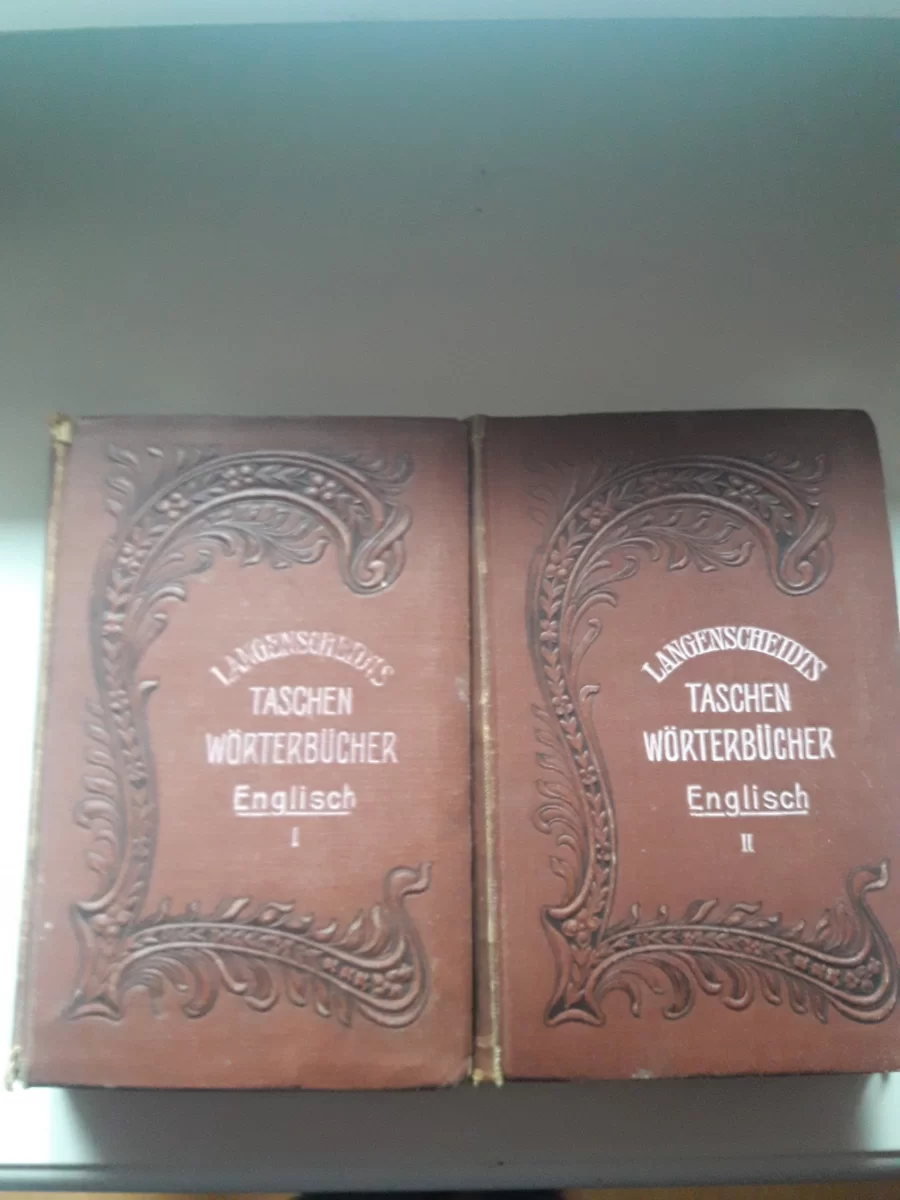 LANGENSCHEIDTS
TASCHEN
WÖRTERBÜCHER
Englisch
I
LANGENSCHEIDTS
TASCHEN
WÖRTERBÜCHER
Englisch
II